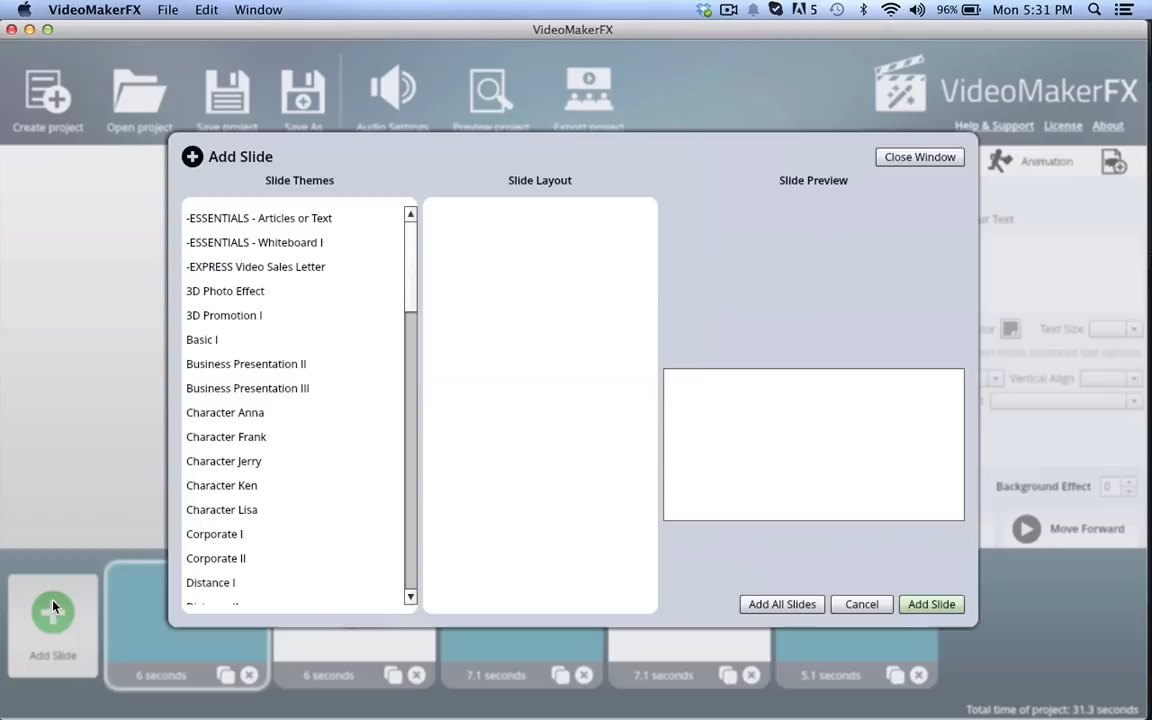 VideoMakerFX File Edit Window
5 96% Mon 5:31 PM
VideoMakerFX
Create project Open project Save project Save As Audio Settings Preview project Export project
VideoMakerFX
Help & Support License About
Add Slide
Close Window
Slide Themes
Slide Layout
Slide Preview
Animation
-ESSENTIALS - Articles or Text
-ESSENTIALS - Whiteboard I
-EXPRESS Video Sales Letter
3D Photo Effect
3D Promotion I
Basic I
Business Presentation II
Business Presentation III
Character Anna
Character Frank
Character Jerry
Character Ken
Character Lisa
Corporate I
Corporate II
Distance I
Text
Text Size
Vertical Align
Background Effect 0
Move Forward
Add All Slides Cancel Add Slide
Add Slide
6 seconds
6 seconds
7.1 seconds
7.1 seconds
5.1 seconds
Total time of project: 31.3 seconds